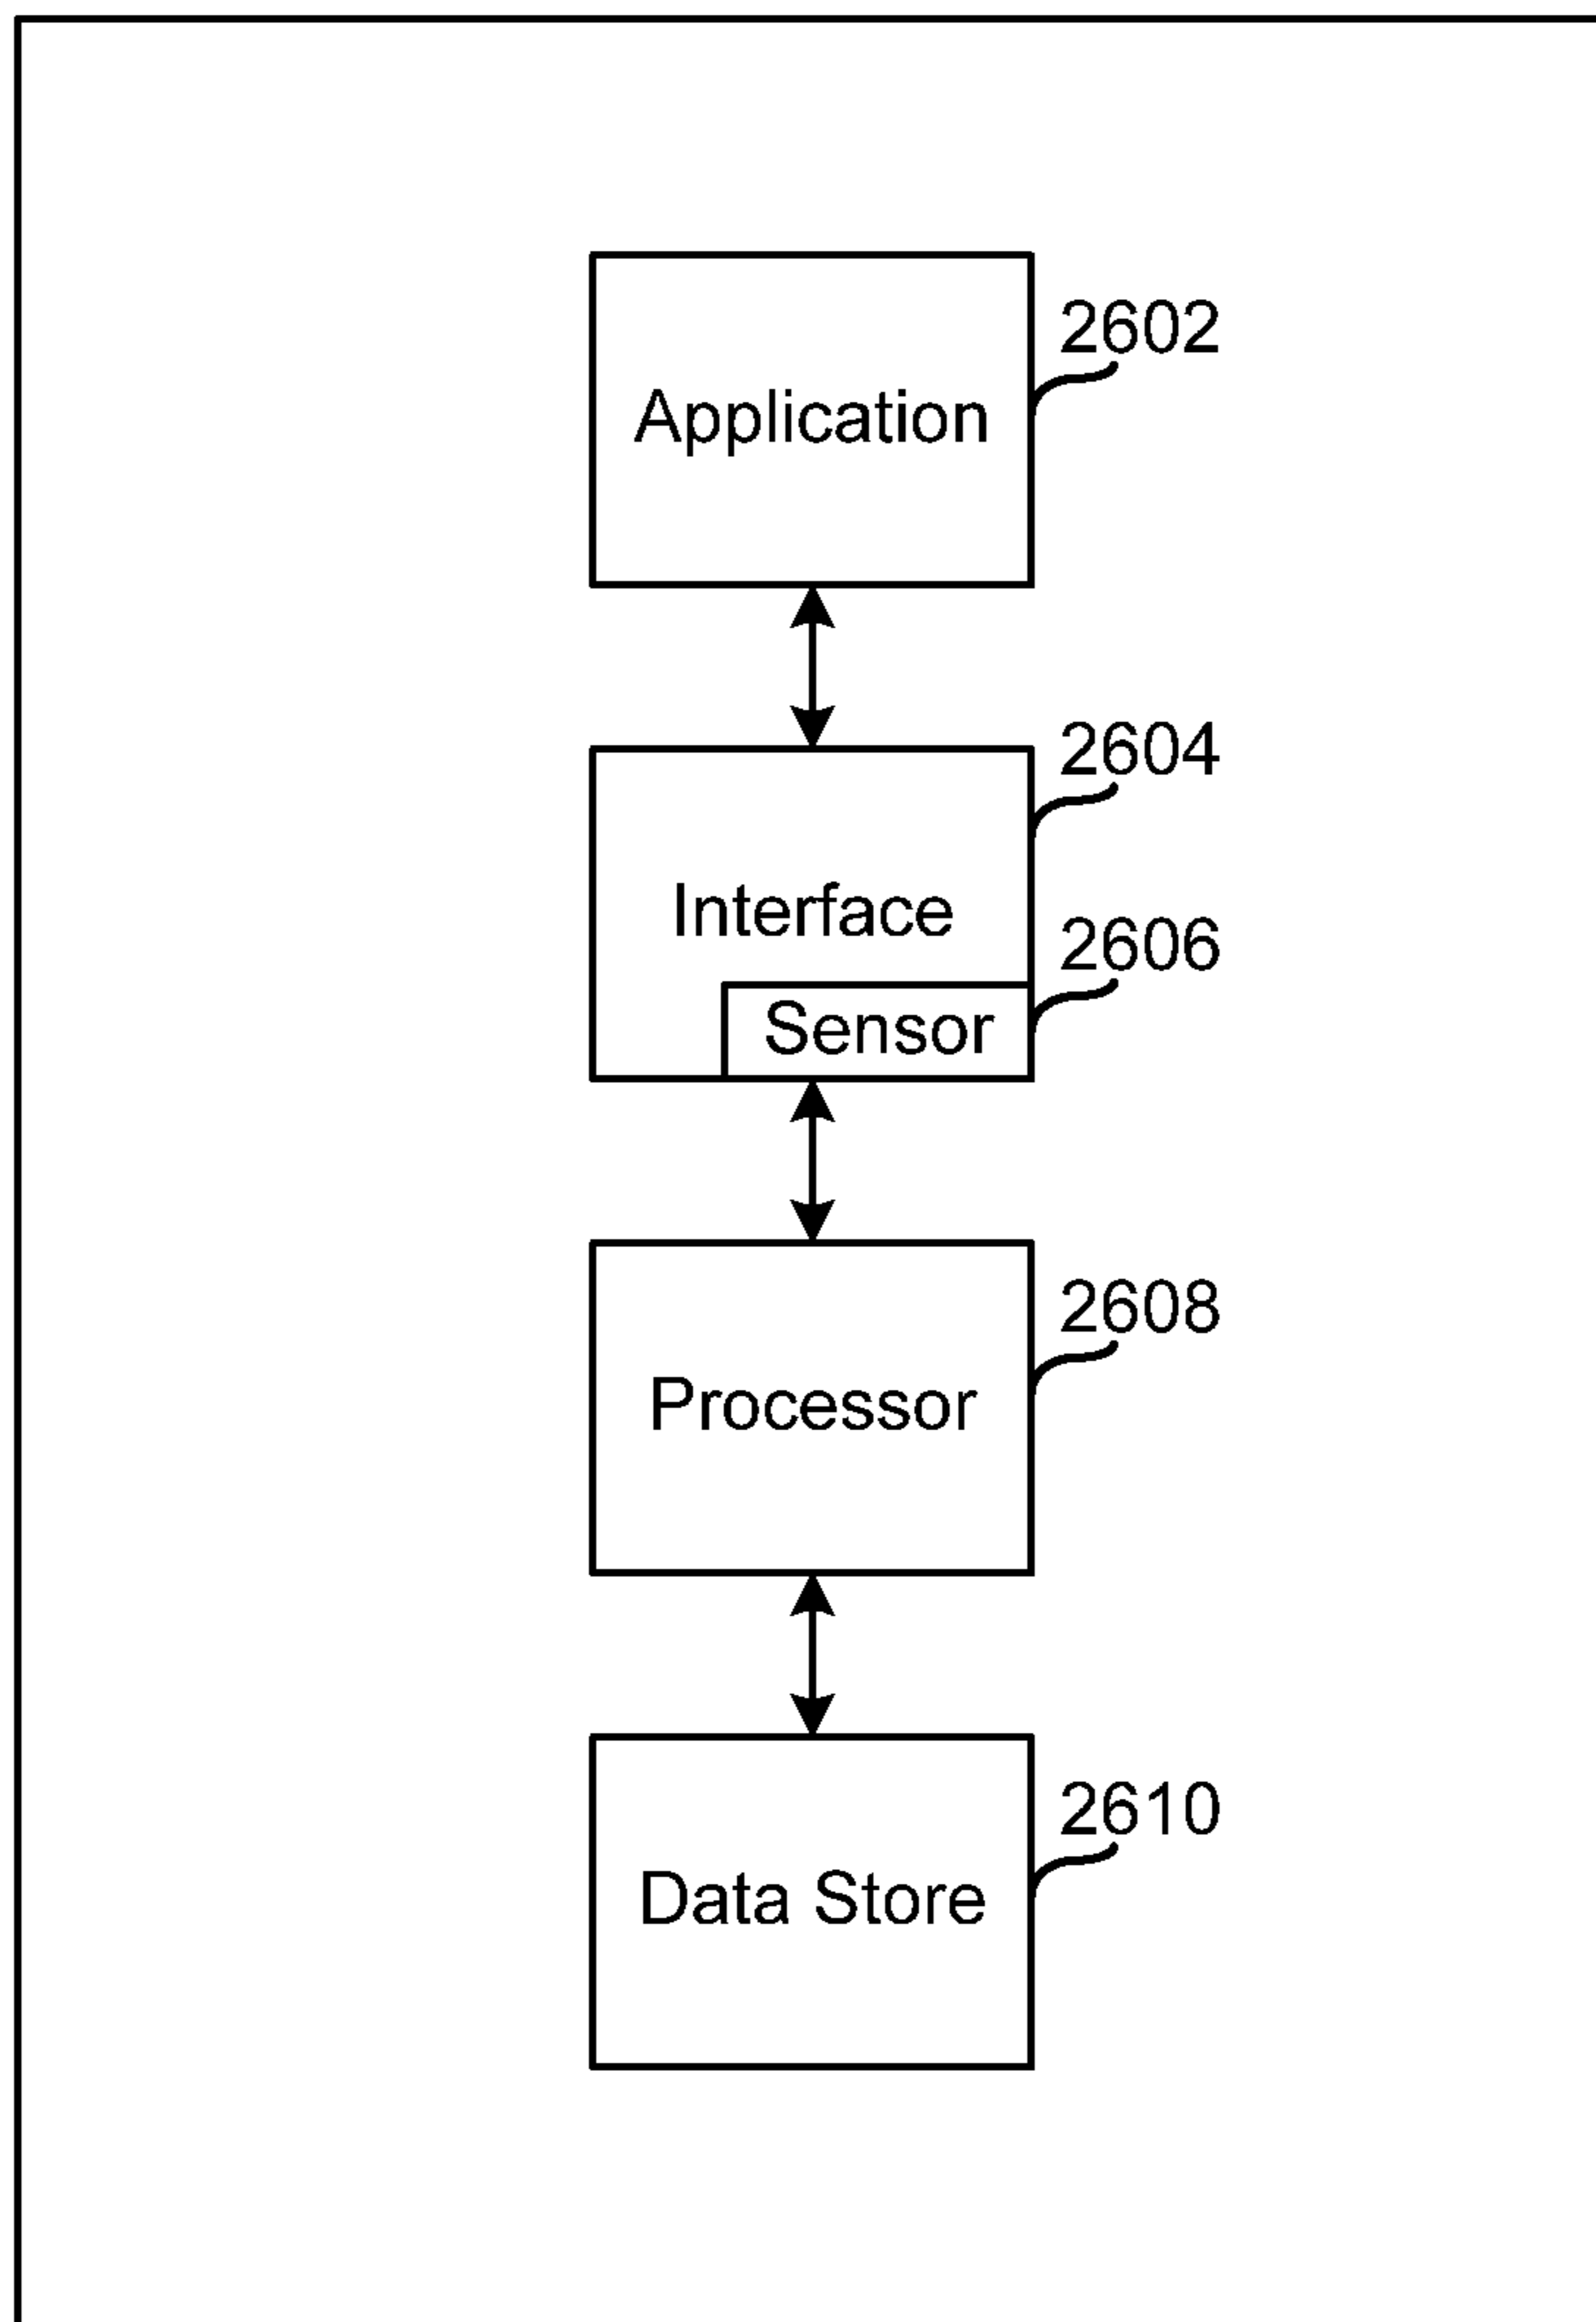 2602
Application
2604
Interface
2606
Sensor
2608
Processor
2610
Data Store